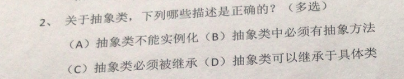 2、 关于抽象类，下列哪些描述是正确的？（多选）
（A）抽象类不能实例化（B）抽象类中必须有抽象方法
（C）抽象类必须被继承（D）抽象类可以继承于具体类